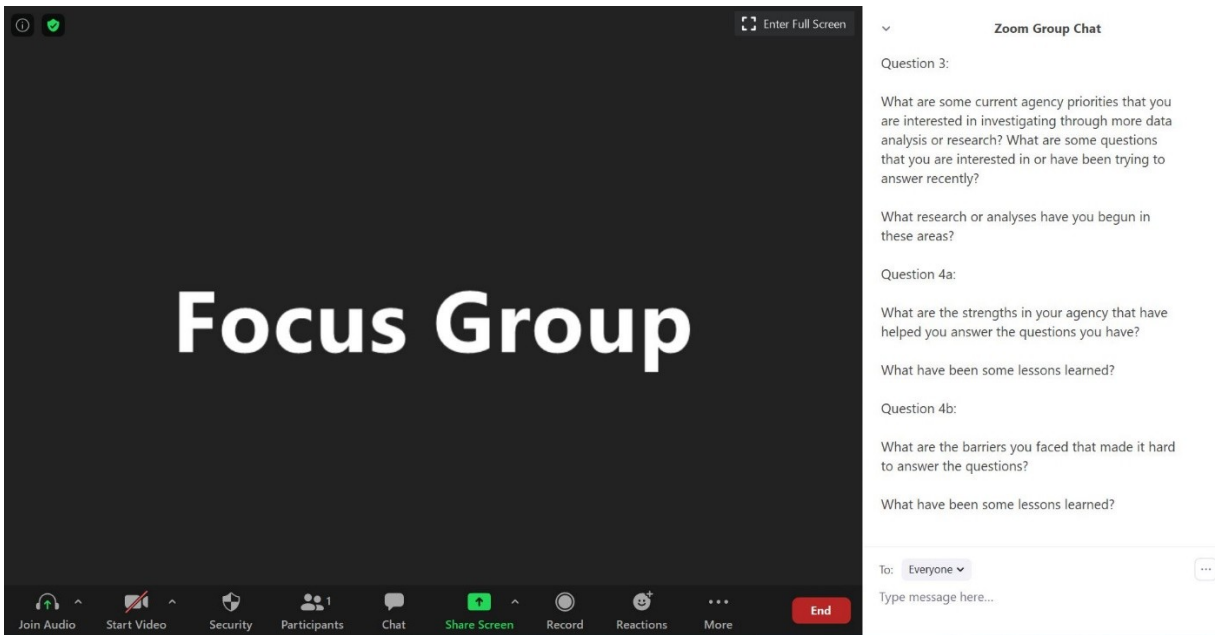 Enter Full Screen
Focus Group
Join Audio
Start Video
Security
1
Participants
Chat
Share Screen
Record
Reactions
More
End
Zoom Group Chat
Question 3:
What are some current agency priorities that you
are interested in investigating through more data
analysis or research? What are some questions
that you are interested in or have been trying to
answer recently?
What research or analyses have you begun in
these areas?
Question 4a:
What are the strengths in your agency that have
helped you answer the questions you have?
What have been some lessons learned?
Question 4b:
What are the barriers you faced that made it hard
to answer the questions?
What have been some lessons learned?
To: Everyone
Type message here...